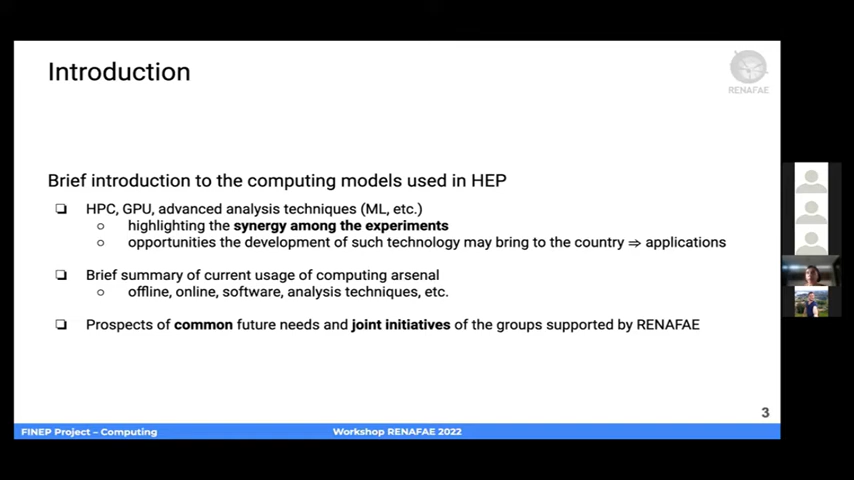 Introduction
RENAFAE
Brief introduction to the computing models used in HEP
HPC, GPU, advanced analysis techniques (ML, etc.)
highlighting the synergy among the experiments
opportunities the development of such technology may bring to the country ⇒ applications
Brief summary of current usage of computing arsenal
offline, online, software, analysis techniques, etc.
Prospects of common future needs and joint initiatives of the groups supported by RENAFAE
3
FINEP Project – Computing
Workshop RENAFAE 2022